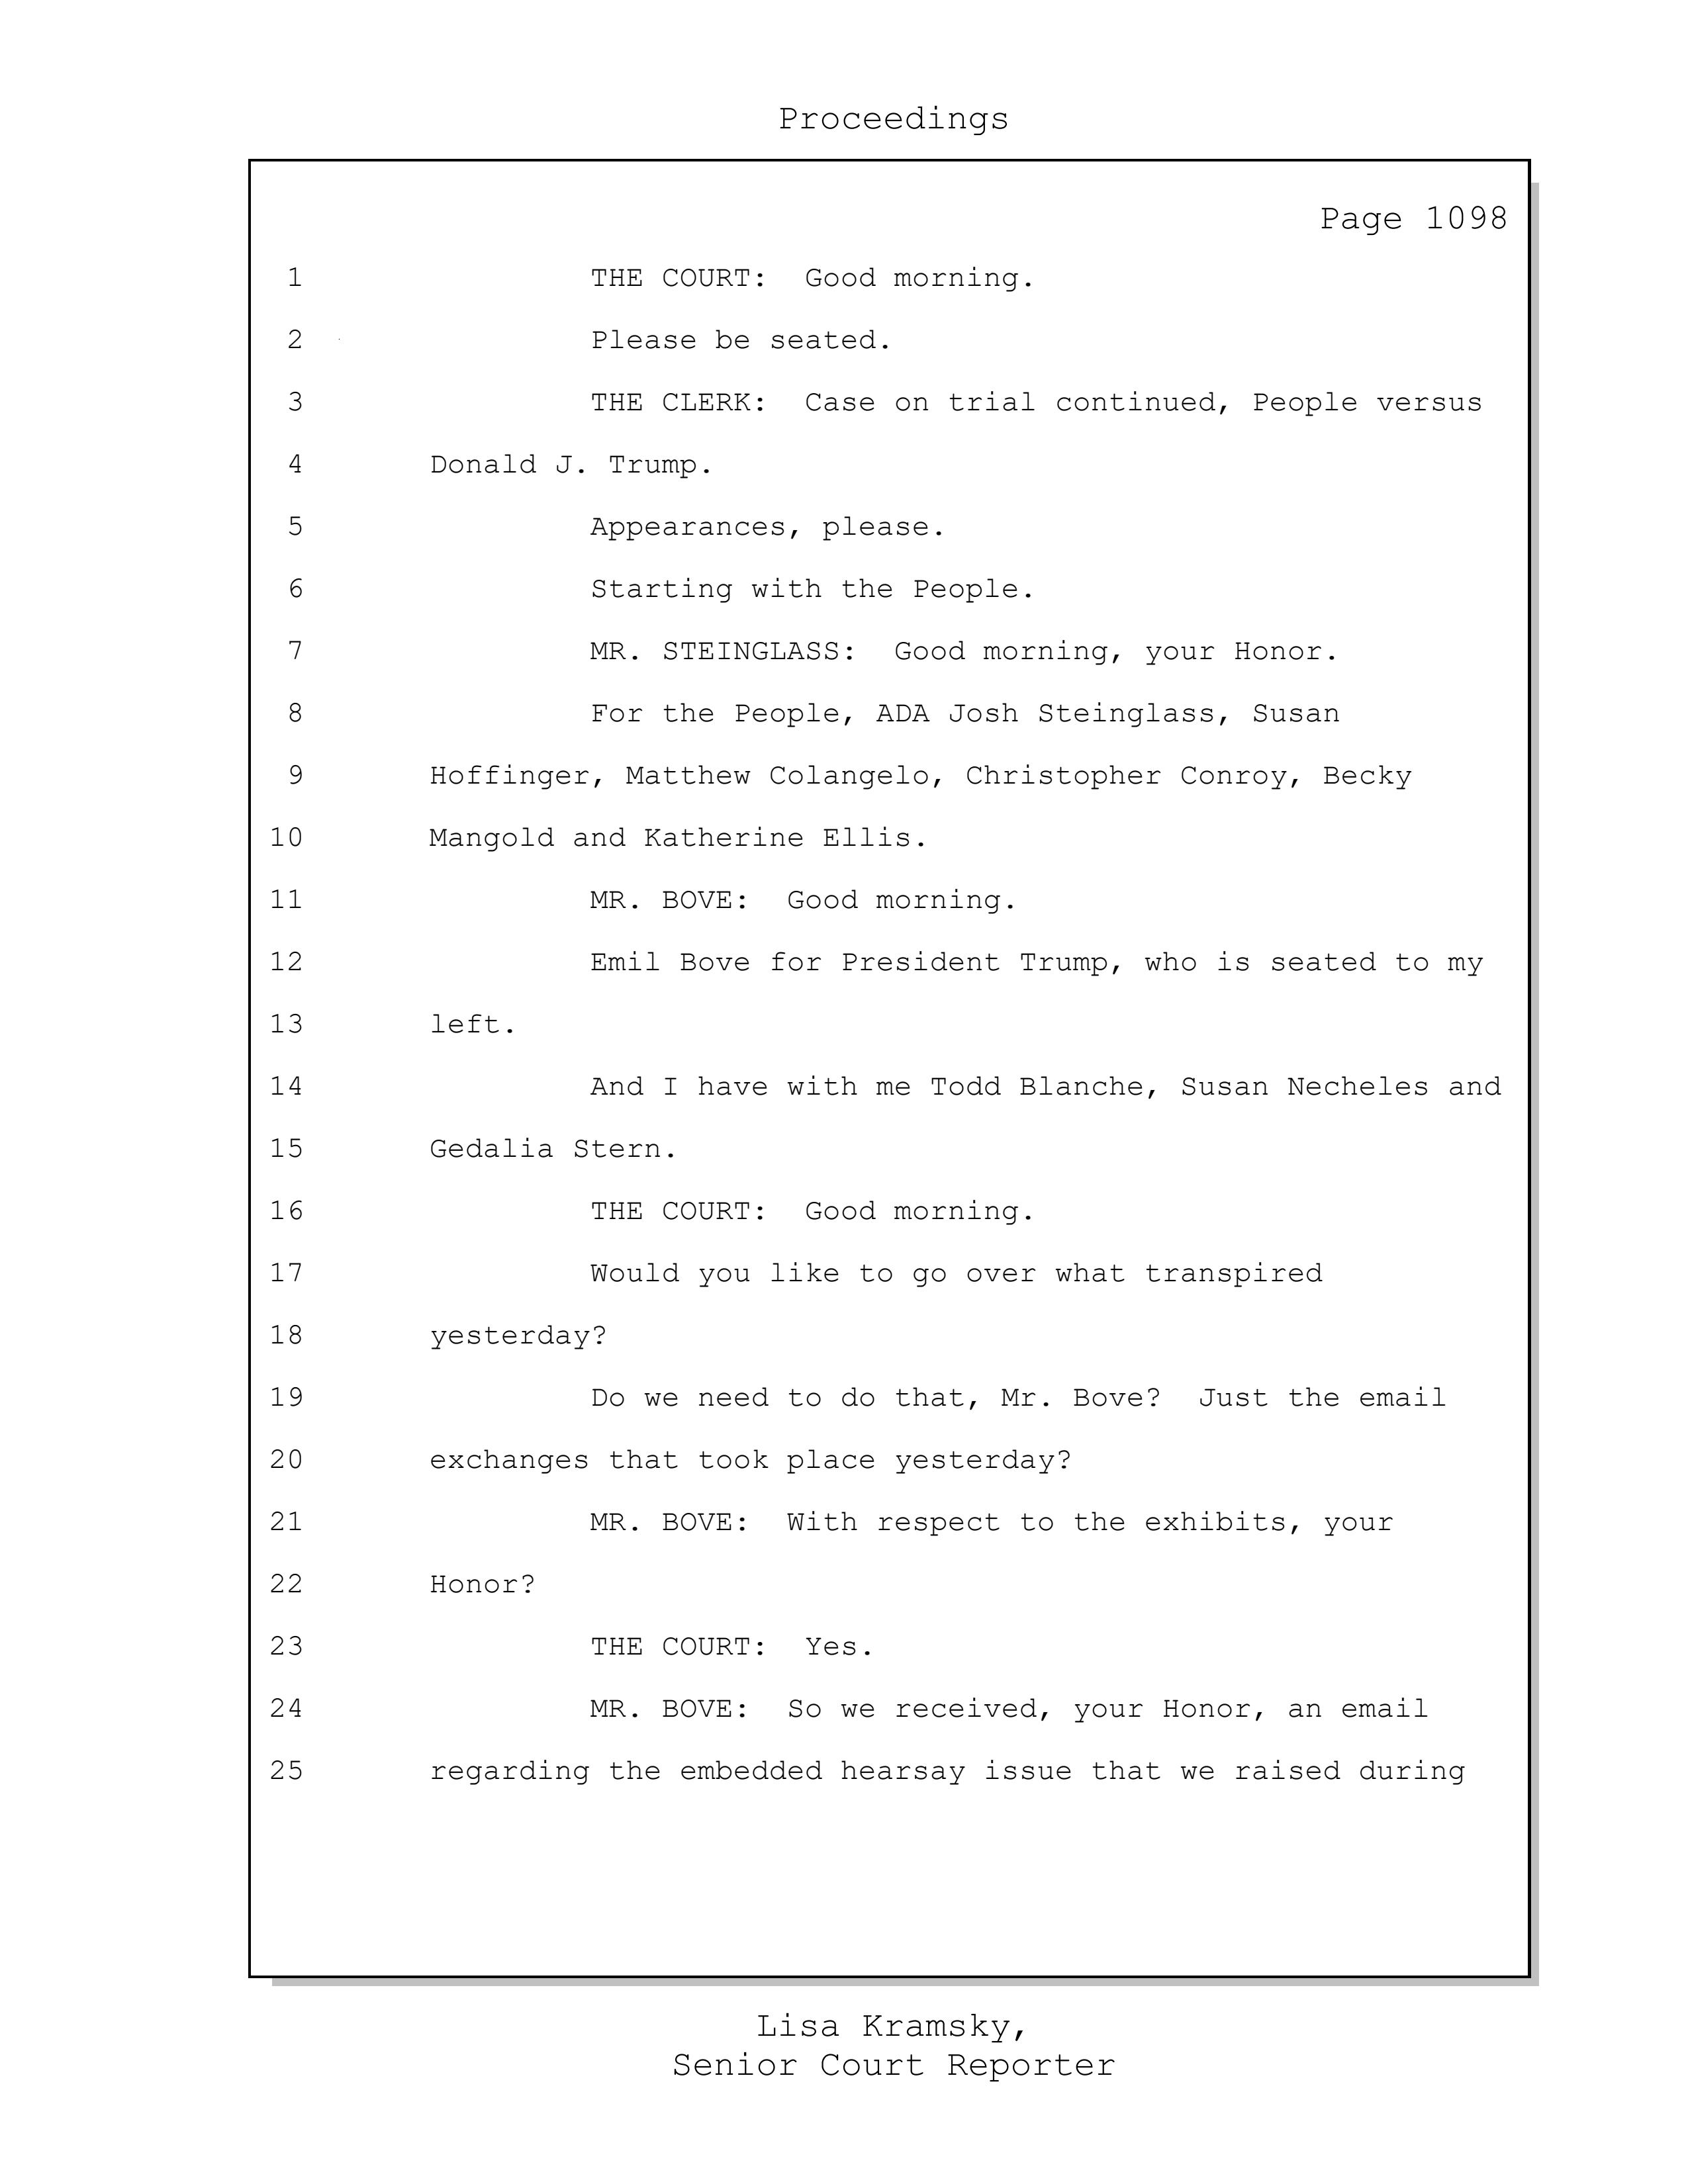 Proceedings
Page 1098
1 THE COURT: Good morning.
2 Please be seated.
3 THE CLERK: Case on trial continued, People versus
4 Donald J. Trump.
5 Appearances, please.
6 Starting with the People.
7 MR. STEINGLASS: Good morning, your Honor.
8 For the People, ADA Josh Steinglass, Susan
9 Hoffinger, Matthew Colangelo, Christopher Conroy, Becky
10 Mangold and Katherine Ellis.
11 MR. BOVE: Good morning.
12 Emil Bove for President Trump, who is seated to my
13 left.
14 And I have with me Todd Blanche, Susan Necheles and
15 Gedalia Stern.
16 THE COURT: Good morning.
17 Would you like to go over what transpired
18 yesterday?
19 Do we need to do that, Mr. Bove? Just the email
20 exchanges that took place yesterday?
21 MR. BOVE: With respect to the exhibits, your
22 Honor?
23 THE COURT: Yes.
24 MR. BOVE: So we received, your Honor, an email
25 regarding the embedded hearsay issue that we raised during
Lisa Kramsky,
Senior Court Reporter